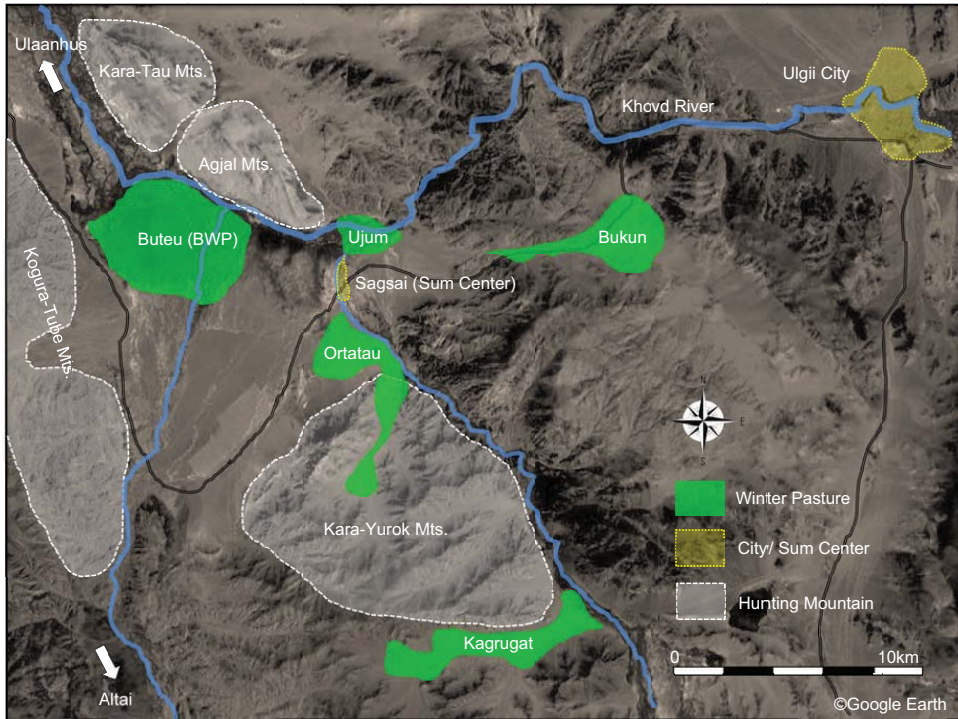 Ulaanhus
Kara-Tau Mts.
Ulgii City
Khovd River
Agjal Mts.
Buteu (BWP)
Ujum
Bukun
Kogura-Tube Mts.
Sagsai (Sum Center)
Ortatau
N
E
S
Winter Pasture
Kara-Yurok Mts.
City/ Sum Center
Hunting Mountain
Kagrugat
0
10km
Altai
©Google Earth